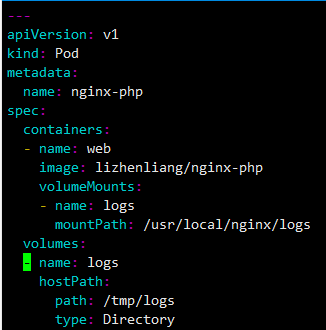 ---
apiVersion: v1
kind: Pod
metadata:
  name: nginx-php
spec:
  containers:
  - name: web
    image: lizhenliang/nginx-php
    volumeMounts:
    - name: logs
      mountPath: /usr/local/nginx/logs
  volumes:
  - name: logs
    hostPath:
      path: /tmp/logs
      type: Directory